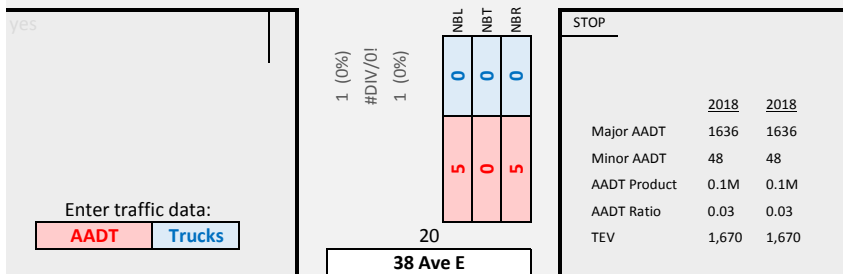 yes
Enter traffic data:
AADT Trucks
1 (0%)
#DIV/0!
1 (0%)
NBL NBT NBR
0 0 0
5 0 5
20
38 Ave E
STOP
2018 2018
Major AADT 1636 1636
Minor AADT 48 48
AADT Product 0.1M 0.1M
AADT Ratio 0.03 0.03
TEV 1,670 1,670